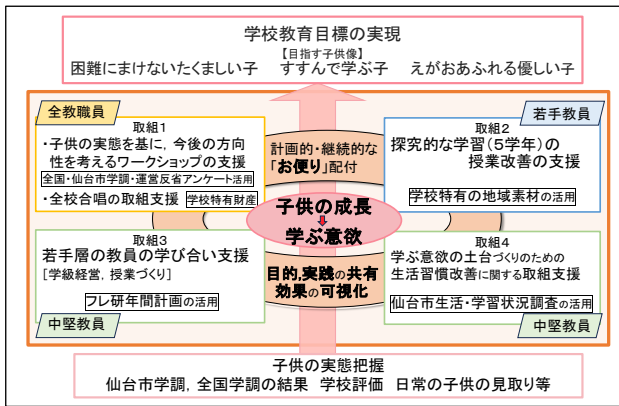 学校教育目標の実現
【目指す子供像】
困難にまけないたくましい子 すすんで学ぶ子 えがおあふれる優しい子
全教職員
取組1
・子供の実態を基に，今後の方向
性を考えるワークショップの支援
全国・仙台市学調・運営反省アンケート活用
・全校合唱の取組支援 学校特有財産
計画的・継続的な
「お便り」配付
若手教員
取組2
探究的な学習（5学年）の
授業改善の支援
学校特有の地域素材の活用
子供の成長
学ぶ意欲
取組3
若手層の教員の学び合い支援
[学級経営，授業づくり]
フレ研年間計画の活用
中堅教員
目的，実践の共有
効果の可視化
取組4
学ぶ意欲の土台づくりのための
生活習慣改善に関する取組支援
仙台市生活・学習状況調査の活用
中堅教員
子供の実態把握
仙台市学調，全国学調の結果 学校評価 日常の子供の見取り等